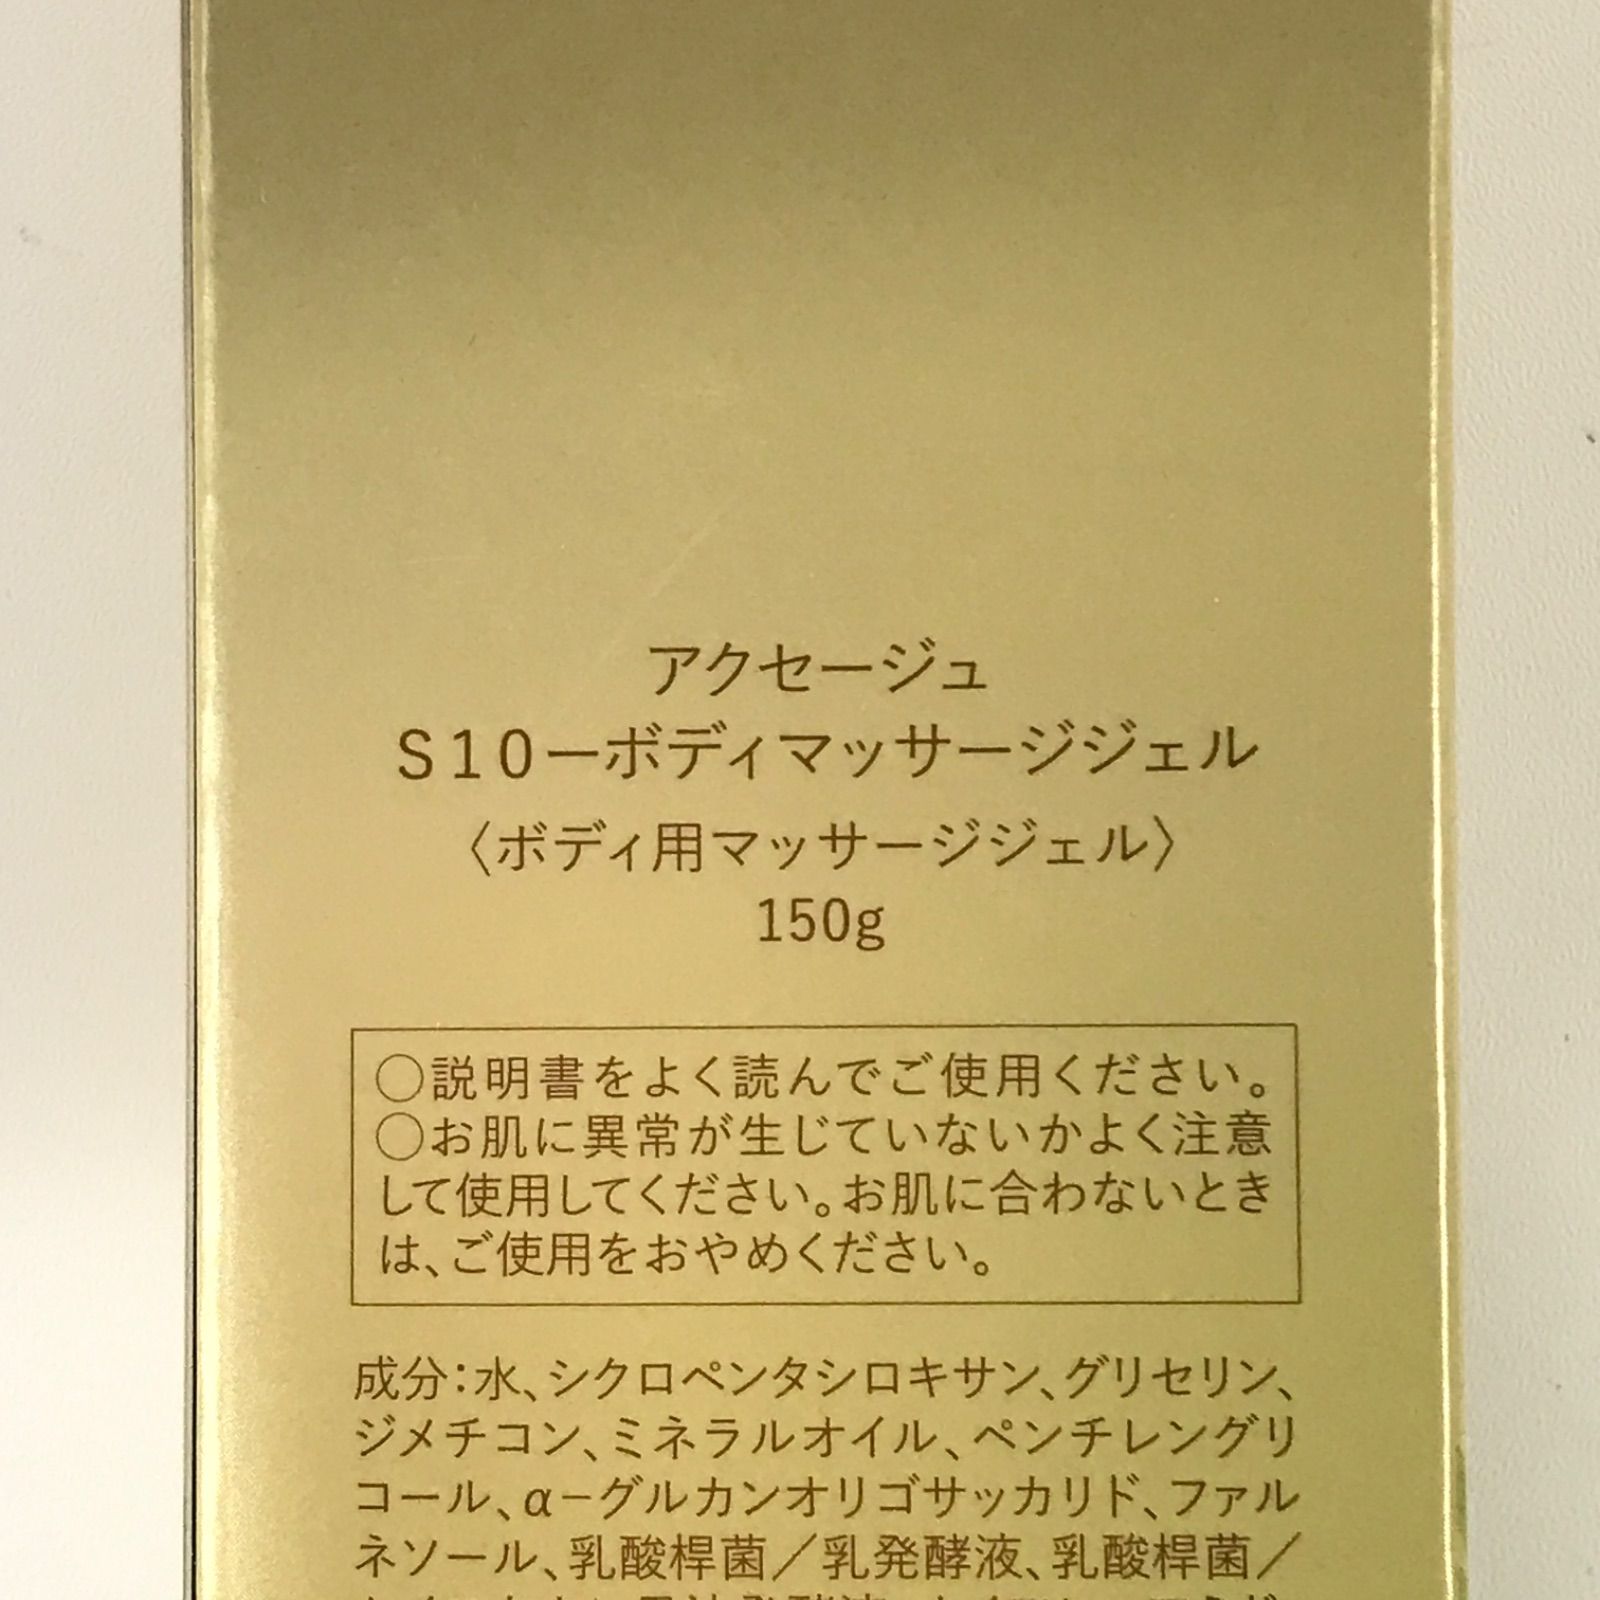 アクセージュ
S10ーボディマッサージジェル
〈ボディ用マッサージジェル〉
150g
○説明書をよく読んでご使用ください。
○お肌に異常が生じていないかよく注意
して使用してください。お肌に合わないとき
は、ご使用をおやめください。
成分：水、シクロペンタシロキサン、グリセリン、
ジメチコン、ミネラルオイル、ペンチレングリ
コール、α－グルカンオリゴサッカリド、ファル
ネソール、乳酸桿菌／乳発酵液、乳酸桿菌／